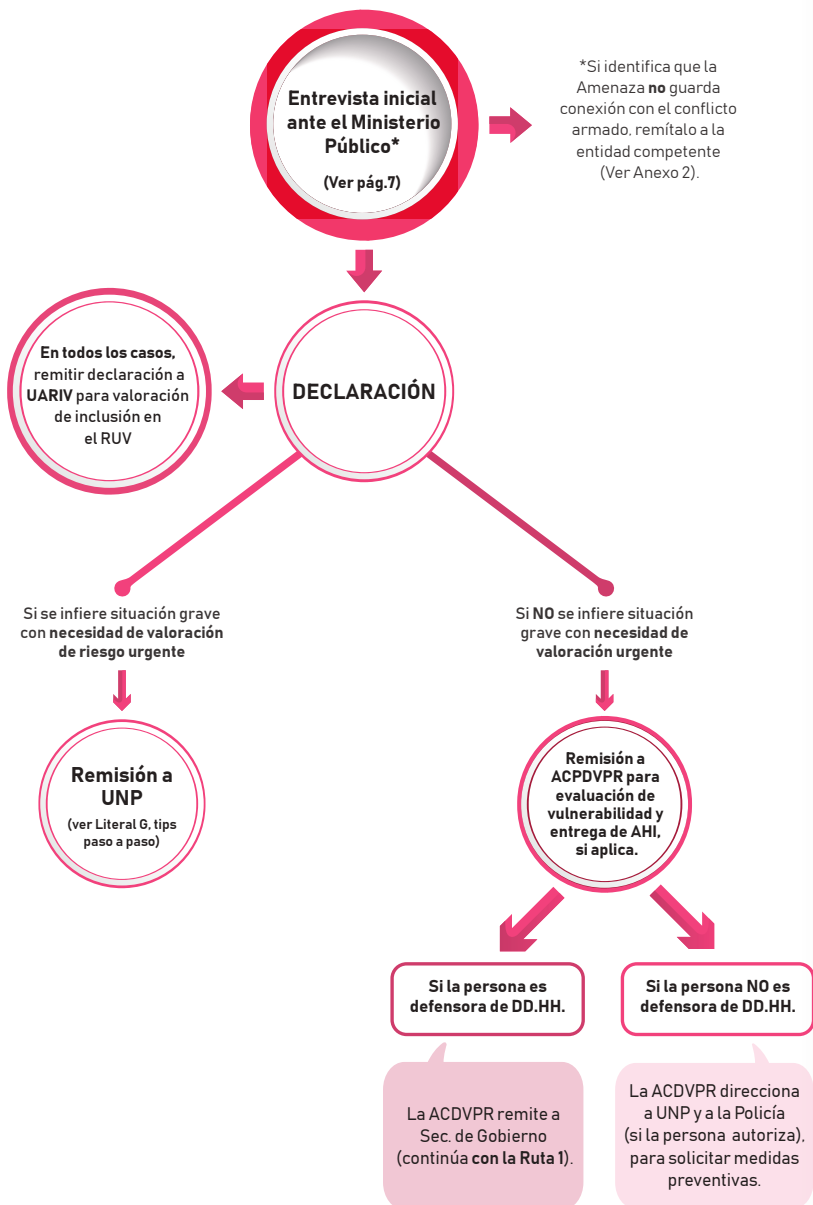 Entrevista inicial
ante el Ministerio
Público*
(Ver pág.7)
*Si identifica que la
Amenaza no guarda
conexión con el conflicto
armado, remítalo a la
entidad competente
(Ver Anexo 2).
En todos los casos,
remitir declaración a
UARIV para valoración
de inclusión en
el RUV
DECLARACIÓN
Si se infiere situación grave
con necesidad de valoración
de riesgo urgente
Si NO se infiere situación
grave con necesidad de
valoración urgente
Remisión a
UNP
(ver Literal G, tips
paso a paso)
Remisión a
ACPDVPR para
evaluación de
vulnerabilidad y
entrega de AHI,
si aplica.
Si la persona es
defensora de DD.HH.
Si la persona NO es
defensora de DD.HH.
La ACDVPR remite a
Sec. de Gobierno
(continúa con la Ruta 1).
La ACDVPR direcciona
a UNP y a la Policía
(si la persona autoriza),
para solicitar medidas
preventivas.